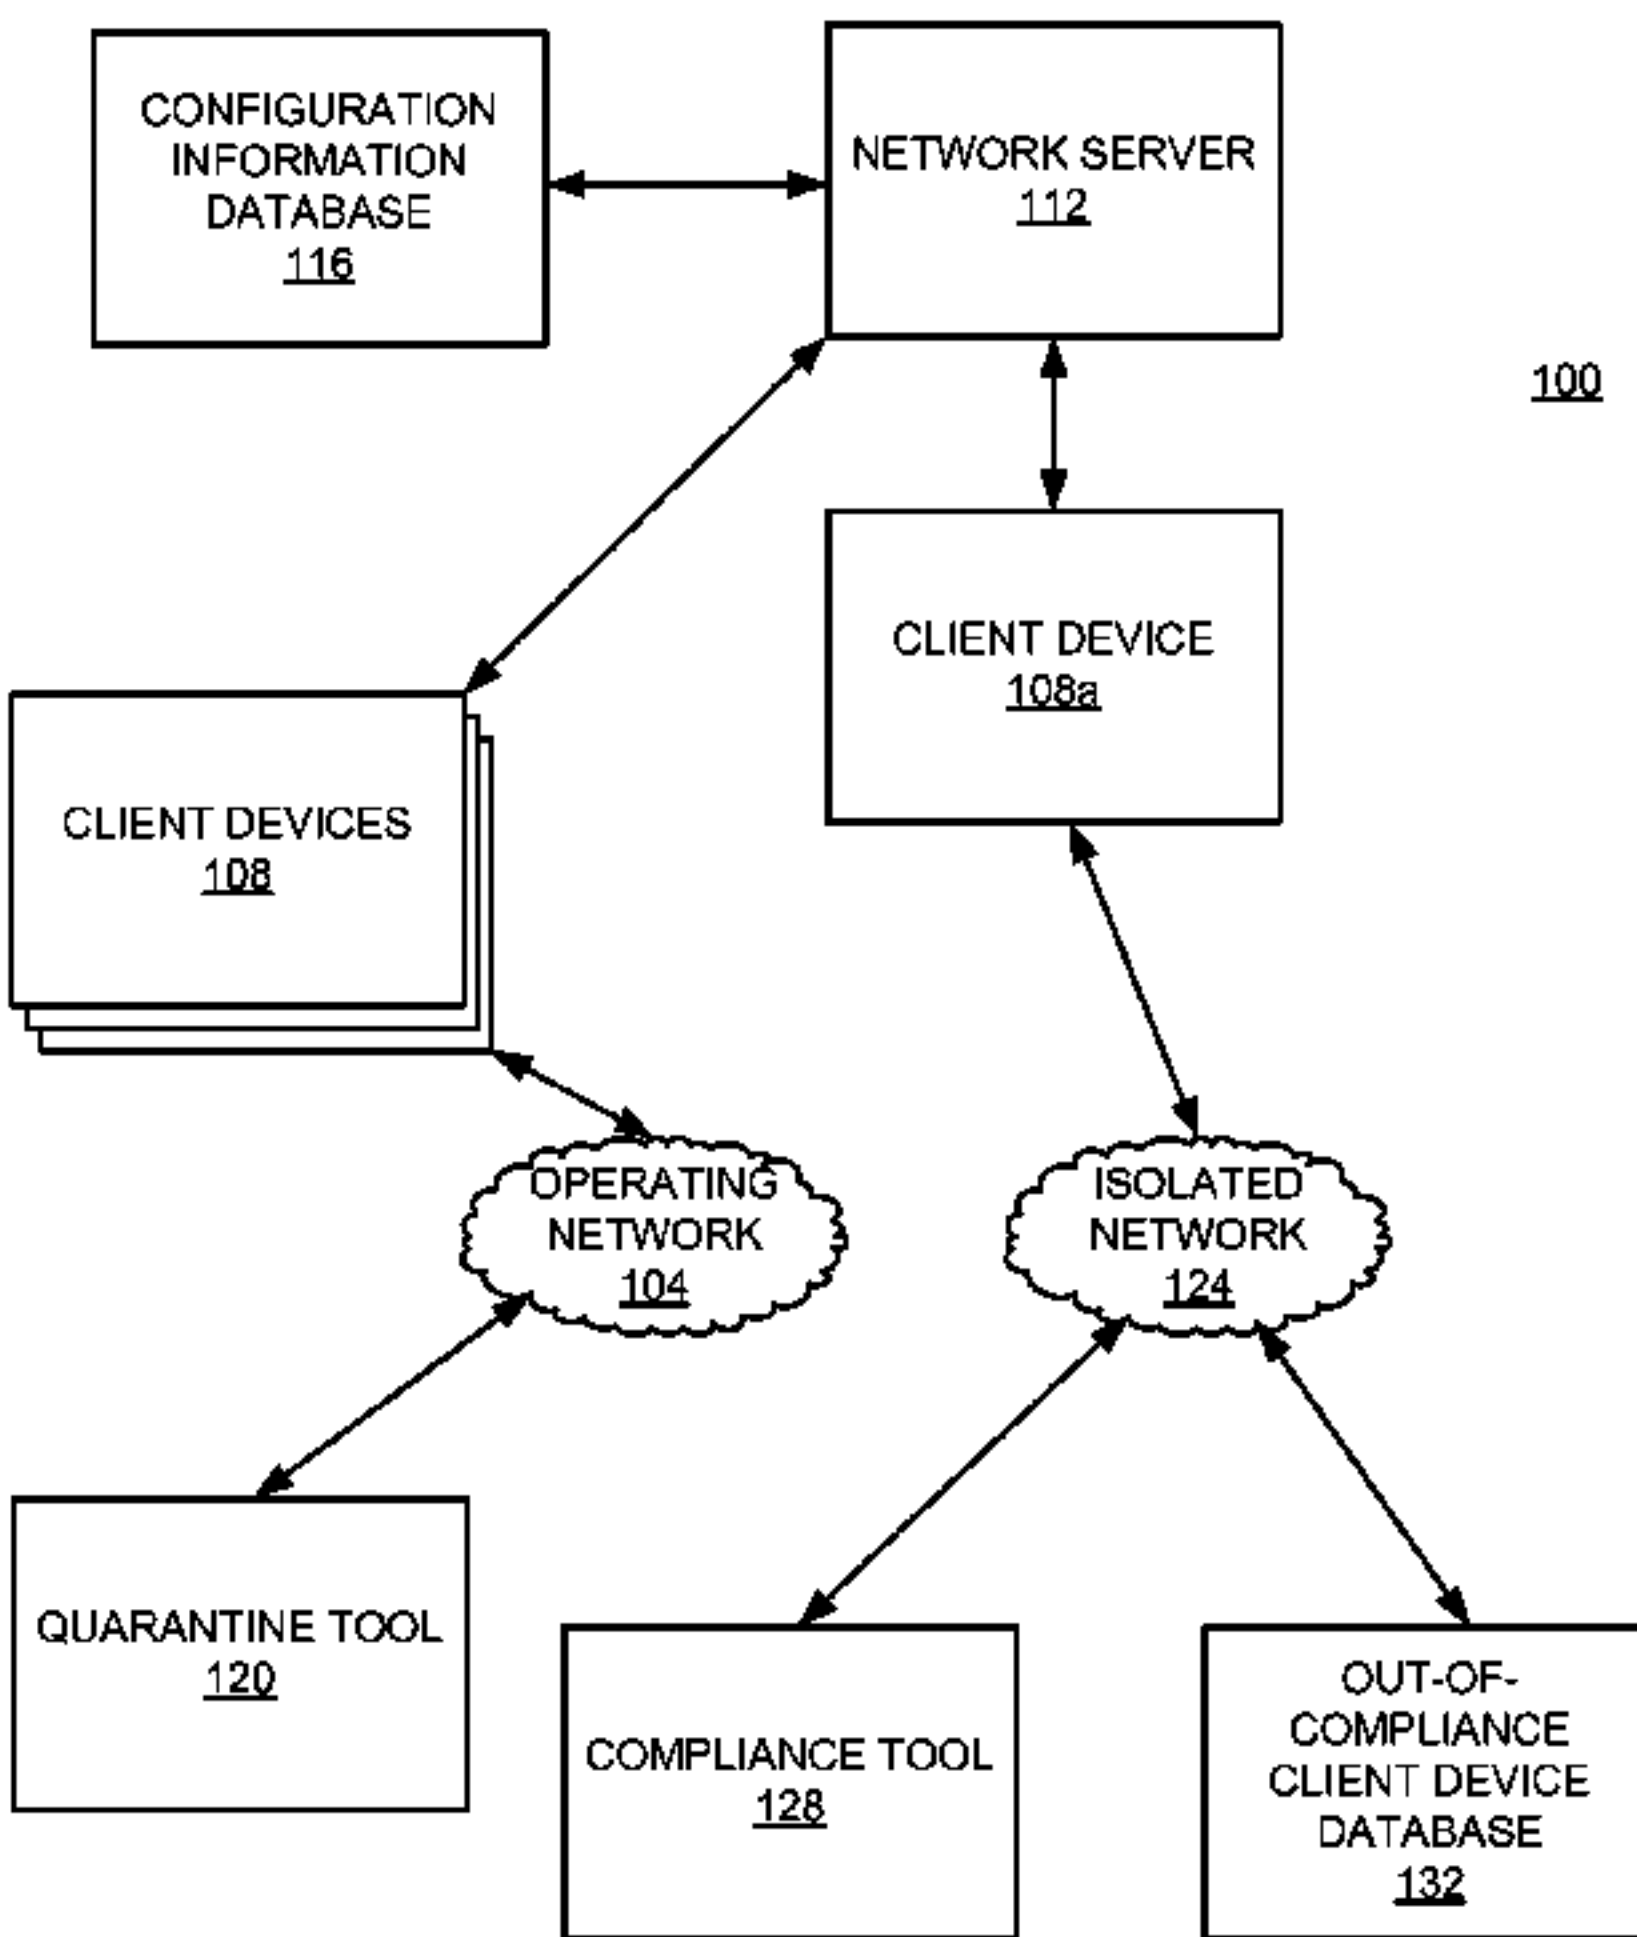 CONFIGURATION
INFORMATION
DATABASE
116
NETWORK SERVER
112
100
CLIENT DEVICE
108a
CLIENT DEVICES
108
OPERATING
NETWORK
104
ISOLATED
NETWORK
124
QUARANTINE TOOL
120
COMPLIANCE TOOL
128
OUT-OF-
COMPLIANCE
CLIENT DEVICE
DATABASE
132